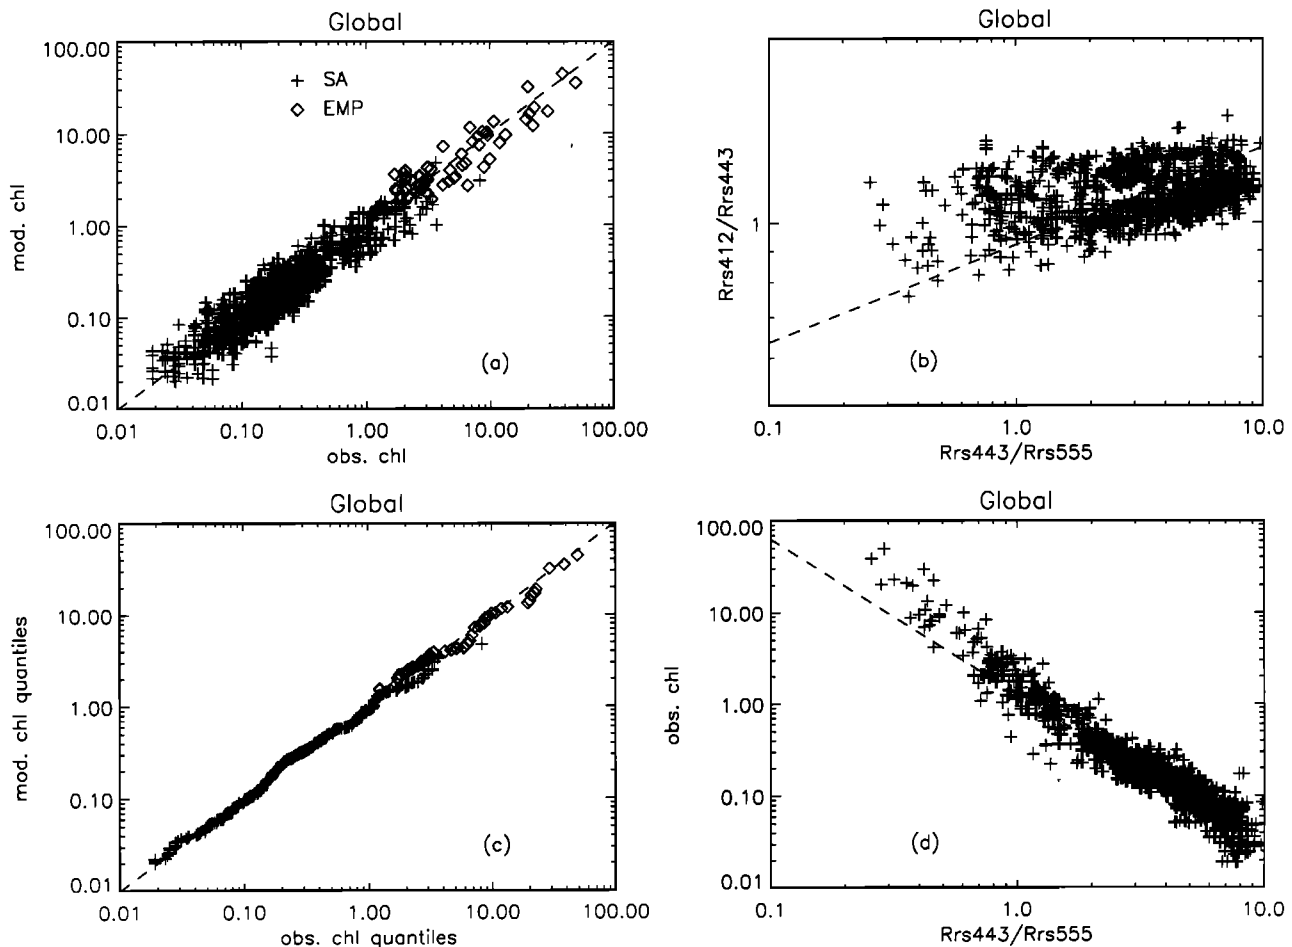 Global
100.00
10.00
1.00
0.10
0.01
mod. chl
+ SA
◇ EMP
(a)
0.01 0.10 1.00 10.00 100.00
obs. chl
Global
Rrs412/Rrs443
1
(b)
0.1 1.0 10.0
Rrs443/Rrs555
Global
100.00
10.00
1.00
0.10
0.01
mod. chl quantiles
(c)
0.01 0.10 1.00 10.00 100.00
obs. chl quantiles
Global
100.00
10.00
1.00
0.10
0.01
obs. chl
(d)
0.1 1.0 10.0
Rrs443/Rrs555